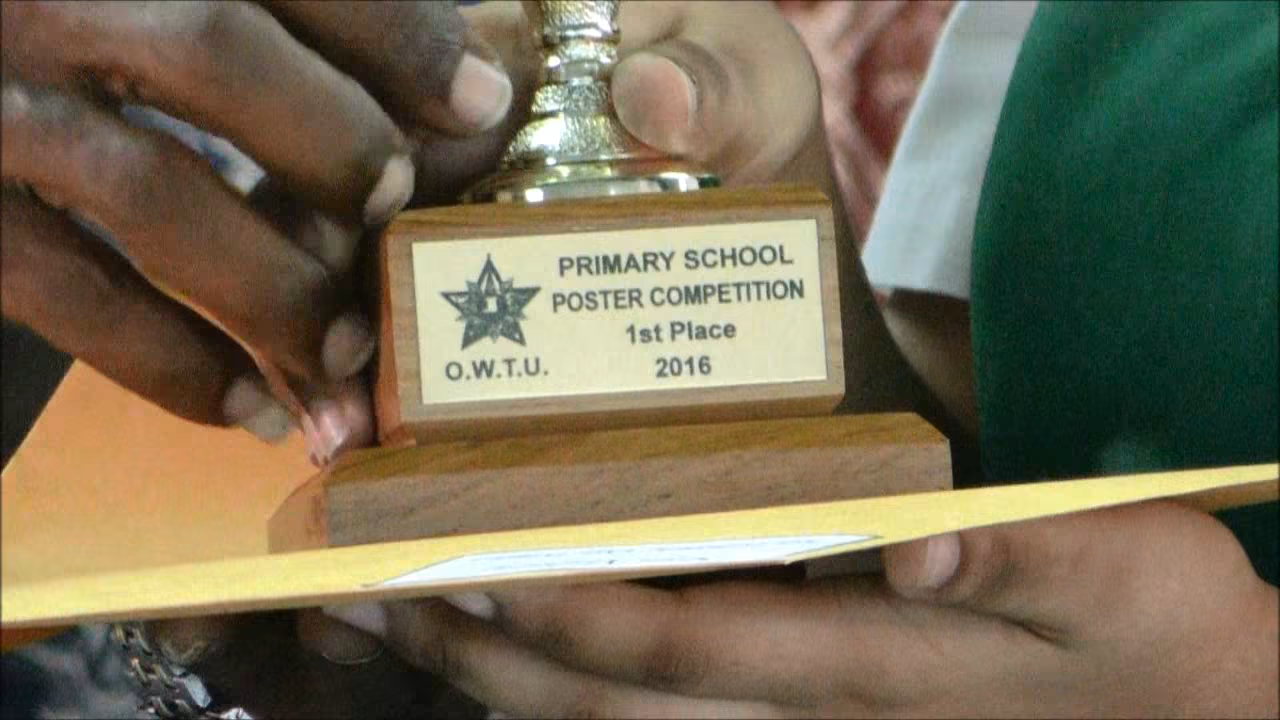 PRIMARY SCHOOL
POSTER COMPETITION
1st Place
2016
O.W.T.U.